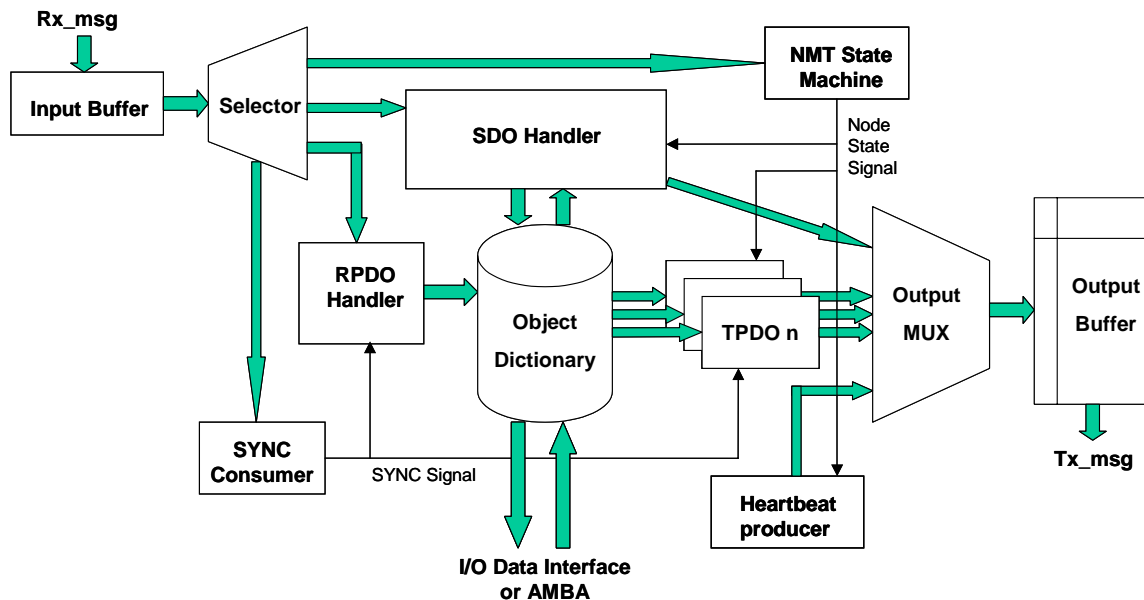 Rx_msg
Input Buffer
Selector
NMT State
Machine
SDO Handler
Node
State
Signal
RPDO
Handler
Object
Dictionary
TPDO n
Output
MUX
Output
Buffer
SYNC
Consumer
SYNC Signal
Heartbeat
producer
Tx_msg
I/O Data Interface
or AMBA